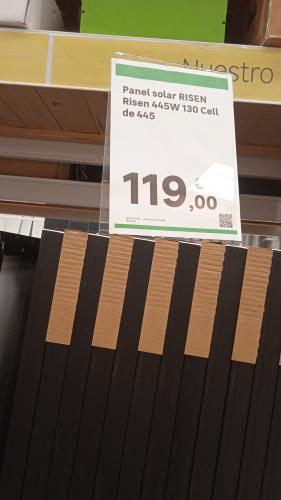 Nuestro
Panel solar RISEN
Risen 445W 130 Cell
de 445
119,00